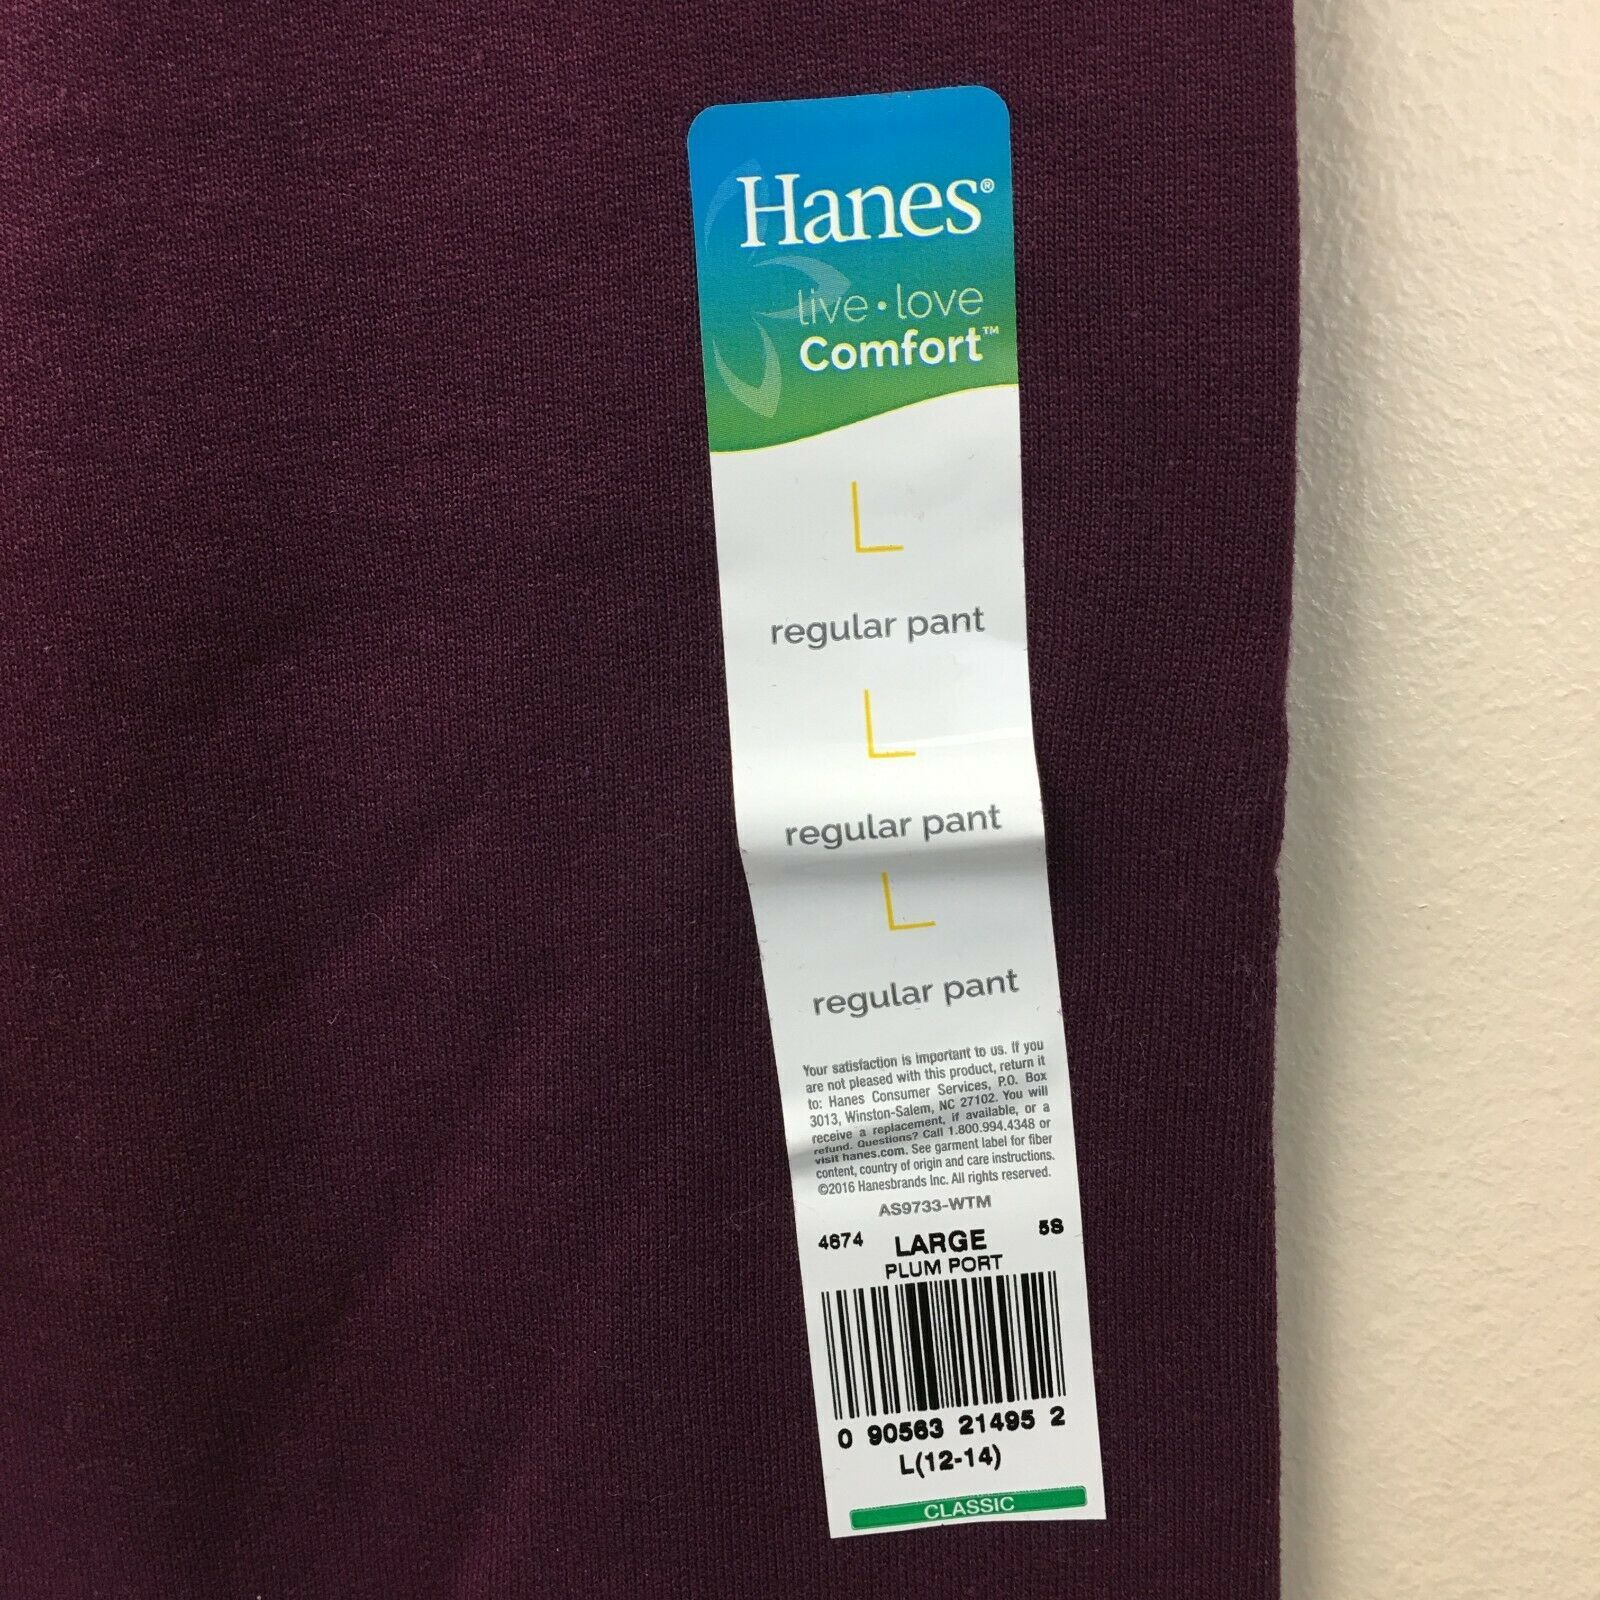 Hanes®
live•love
Comfort™
L
regular pant
L
regular pant
L
regular pant
Your satisfaction is important to us. If you
are not pleased with this product, return it
to: Hanes Consumer Services, P.O. Box
3013, Winston-Salem, NC 27102. You will
receive a replacement, if available, or a
refund. Questions? Call 1.800.994.4348 or
visit hanes.com. See garment label for fiber
content, country of origin and care instructions.
©2016 Hanesbrands Inc. All rights reserved.
AS9733-WTM
4674 LARGE 5S
PLUM PORT
0 90563 21495 2
L(12-14)
CLASSIC